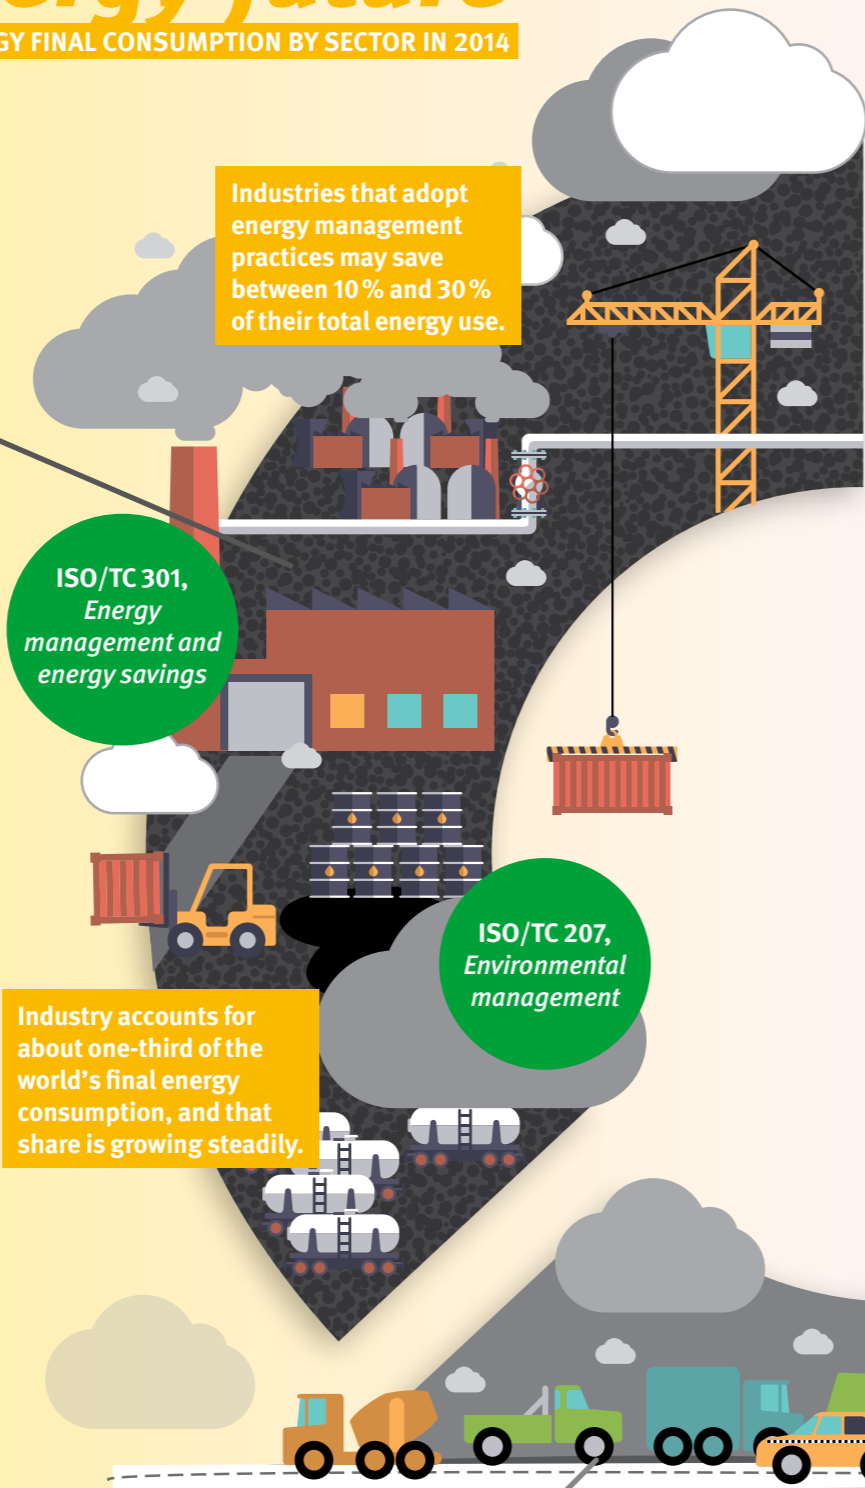 GY FINAL CONSUMPTION BY SECTOR IN 2014
Industries that adopt
energy management
practices may save
between 10 % and 30 %
of their total energy use.
ISO/TC 301,
Energy
management and
energy savings
ISO/TC 207,
Environmental
management
Industry accounts for
about one-third of the
world’s final energy
consumption, and that
share is growing steadily.